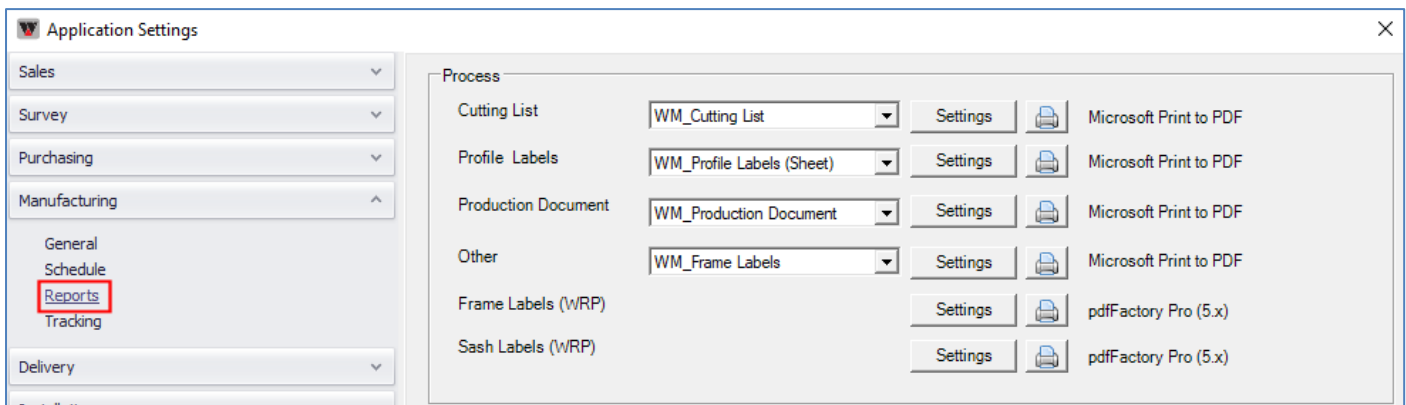 Application Settings
Sales
Survey
Purchasing
Manufacturing
General
Schedule
Reports
Tracking
Delivery
Process
Cutting List WM_Cutting List Settings Microsoft Print to PDF
Profile Labels WM_Profile Labels (Sheet) Settings Microsoft Print to PDF
Production Document WM_Production Document Settings Microsoft Print to PDF
Other WM_Frame Labels Settings Microsoft Print to PDF
Frame Labels (WRP) Settings pdfFactory Pro (5.x)
Sash Labels (WRP) Settings pdfFactory Pro (5.x)